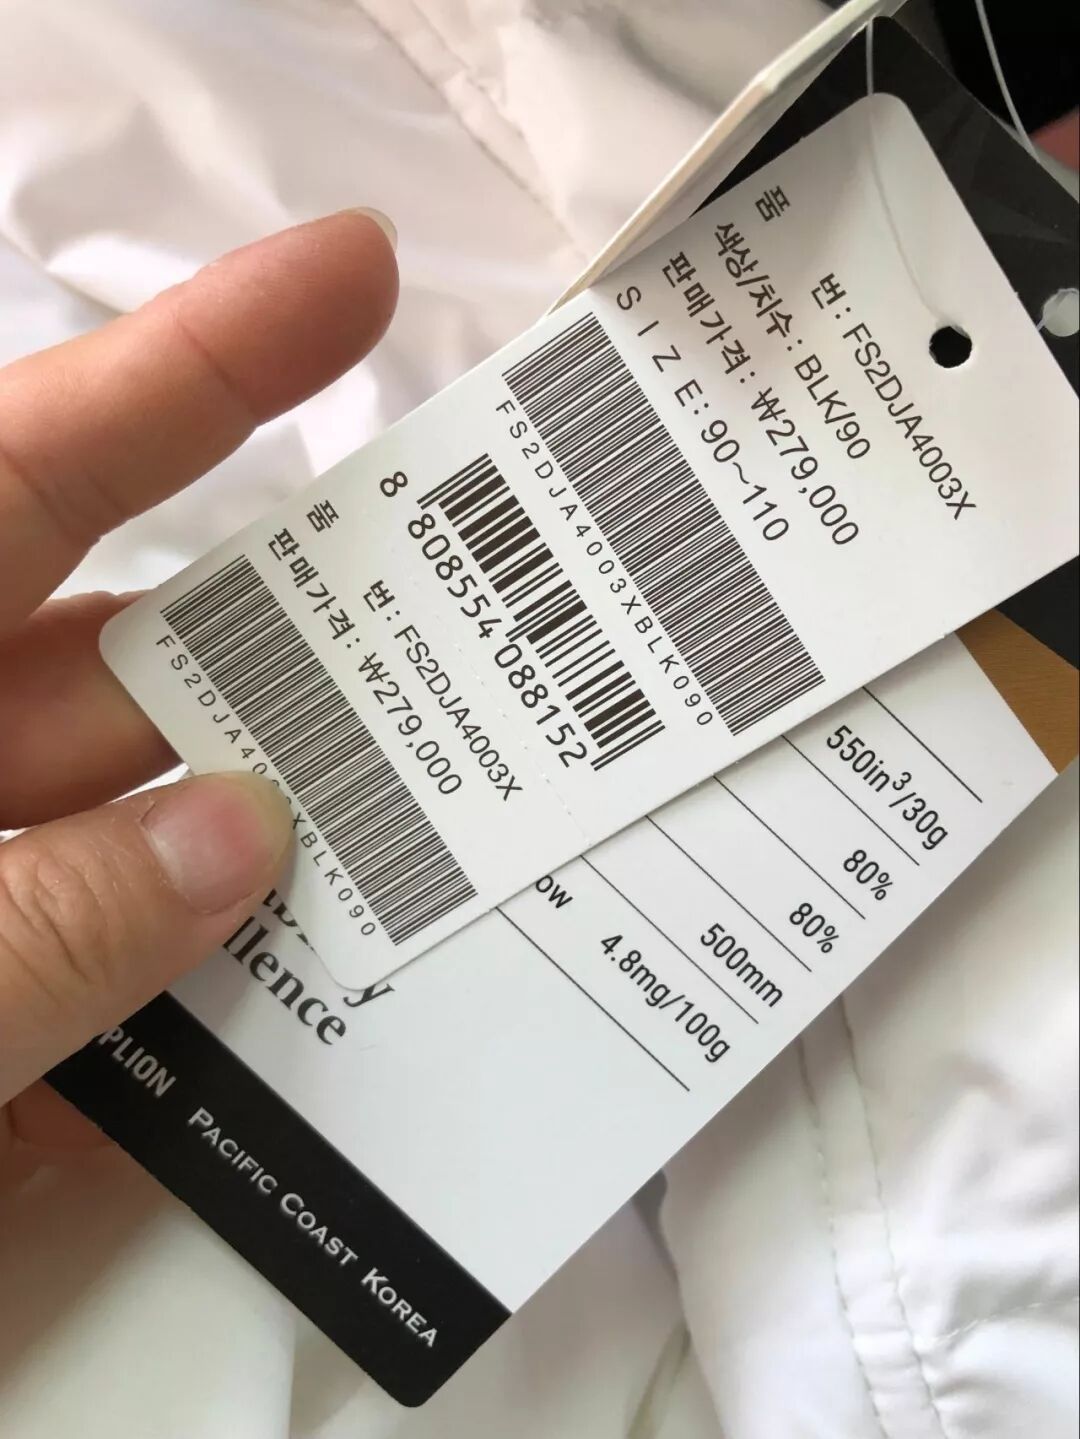 품 번 : FS2DJA4003X
색상/치수 : BLK/90
판매가격 : ₩279,000
SIZE : 90~110
FS2DJA4003XBLK090
8 808554 088152
품 번 : FS2DJA4003X
판매가격 : ₩279,000
XBLK090
550in³/30g
80%
80%
500mm
4.8mg/100g
PACIFIC COAST KOREA